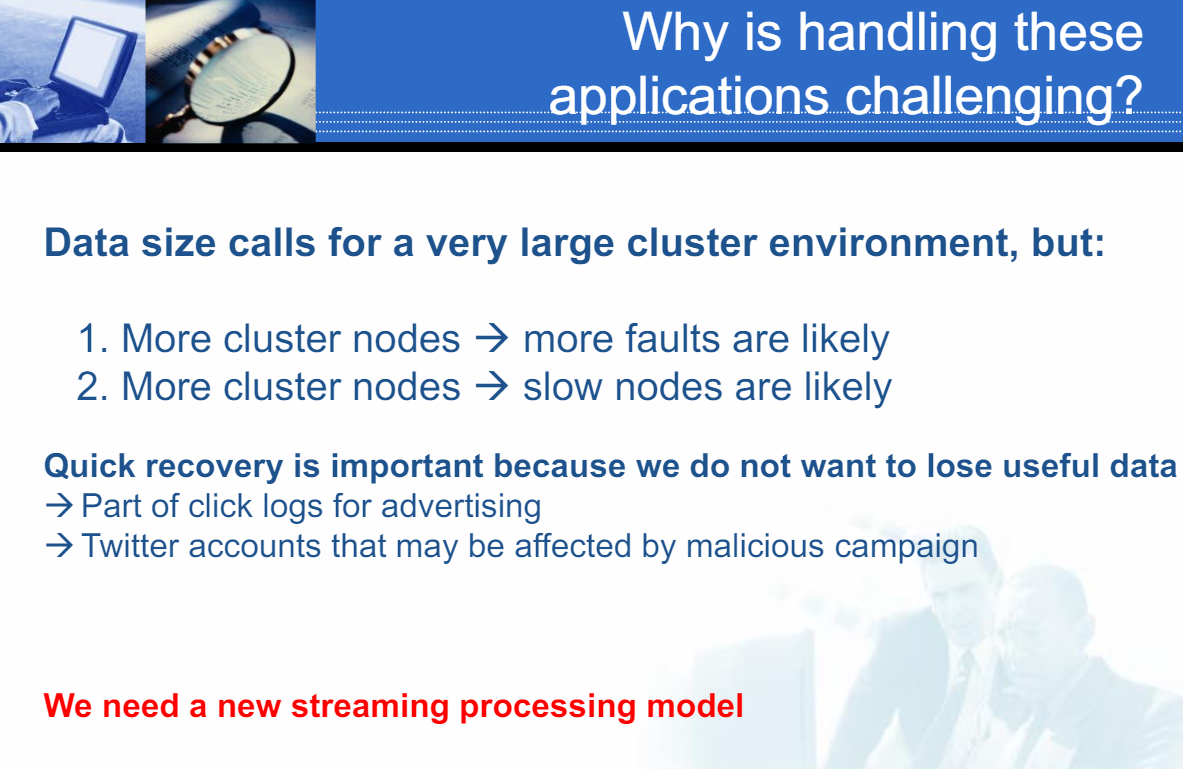 Why is handling these
applications challenging?
Data size calls for a very large cluster environment, but:
1. More cluster nodes → more faults are likely
2. More cluster nodes → slow nodes are likely
Quick recovery is important because we do not want to lose useful data
→ Part of click logs for advertising
→ Twitter accounts that may be affected by malicious campaign
We need a new streaming processing model